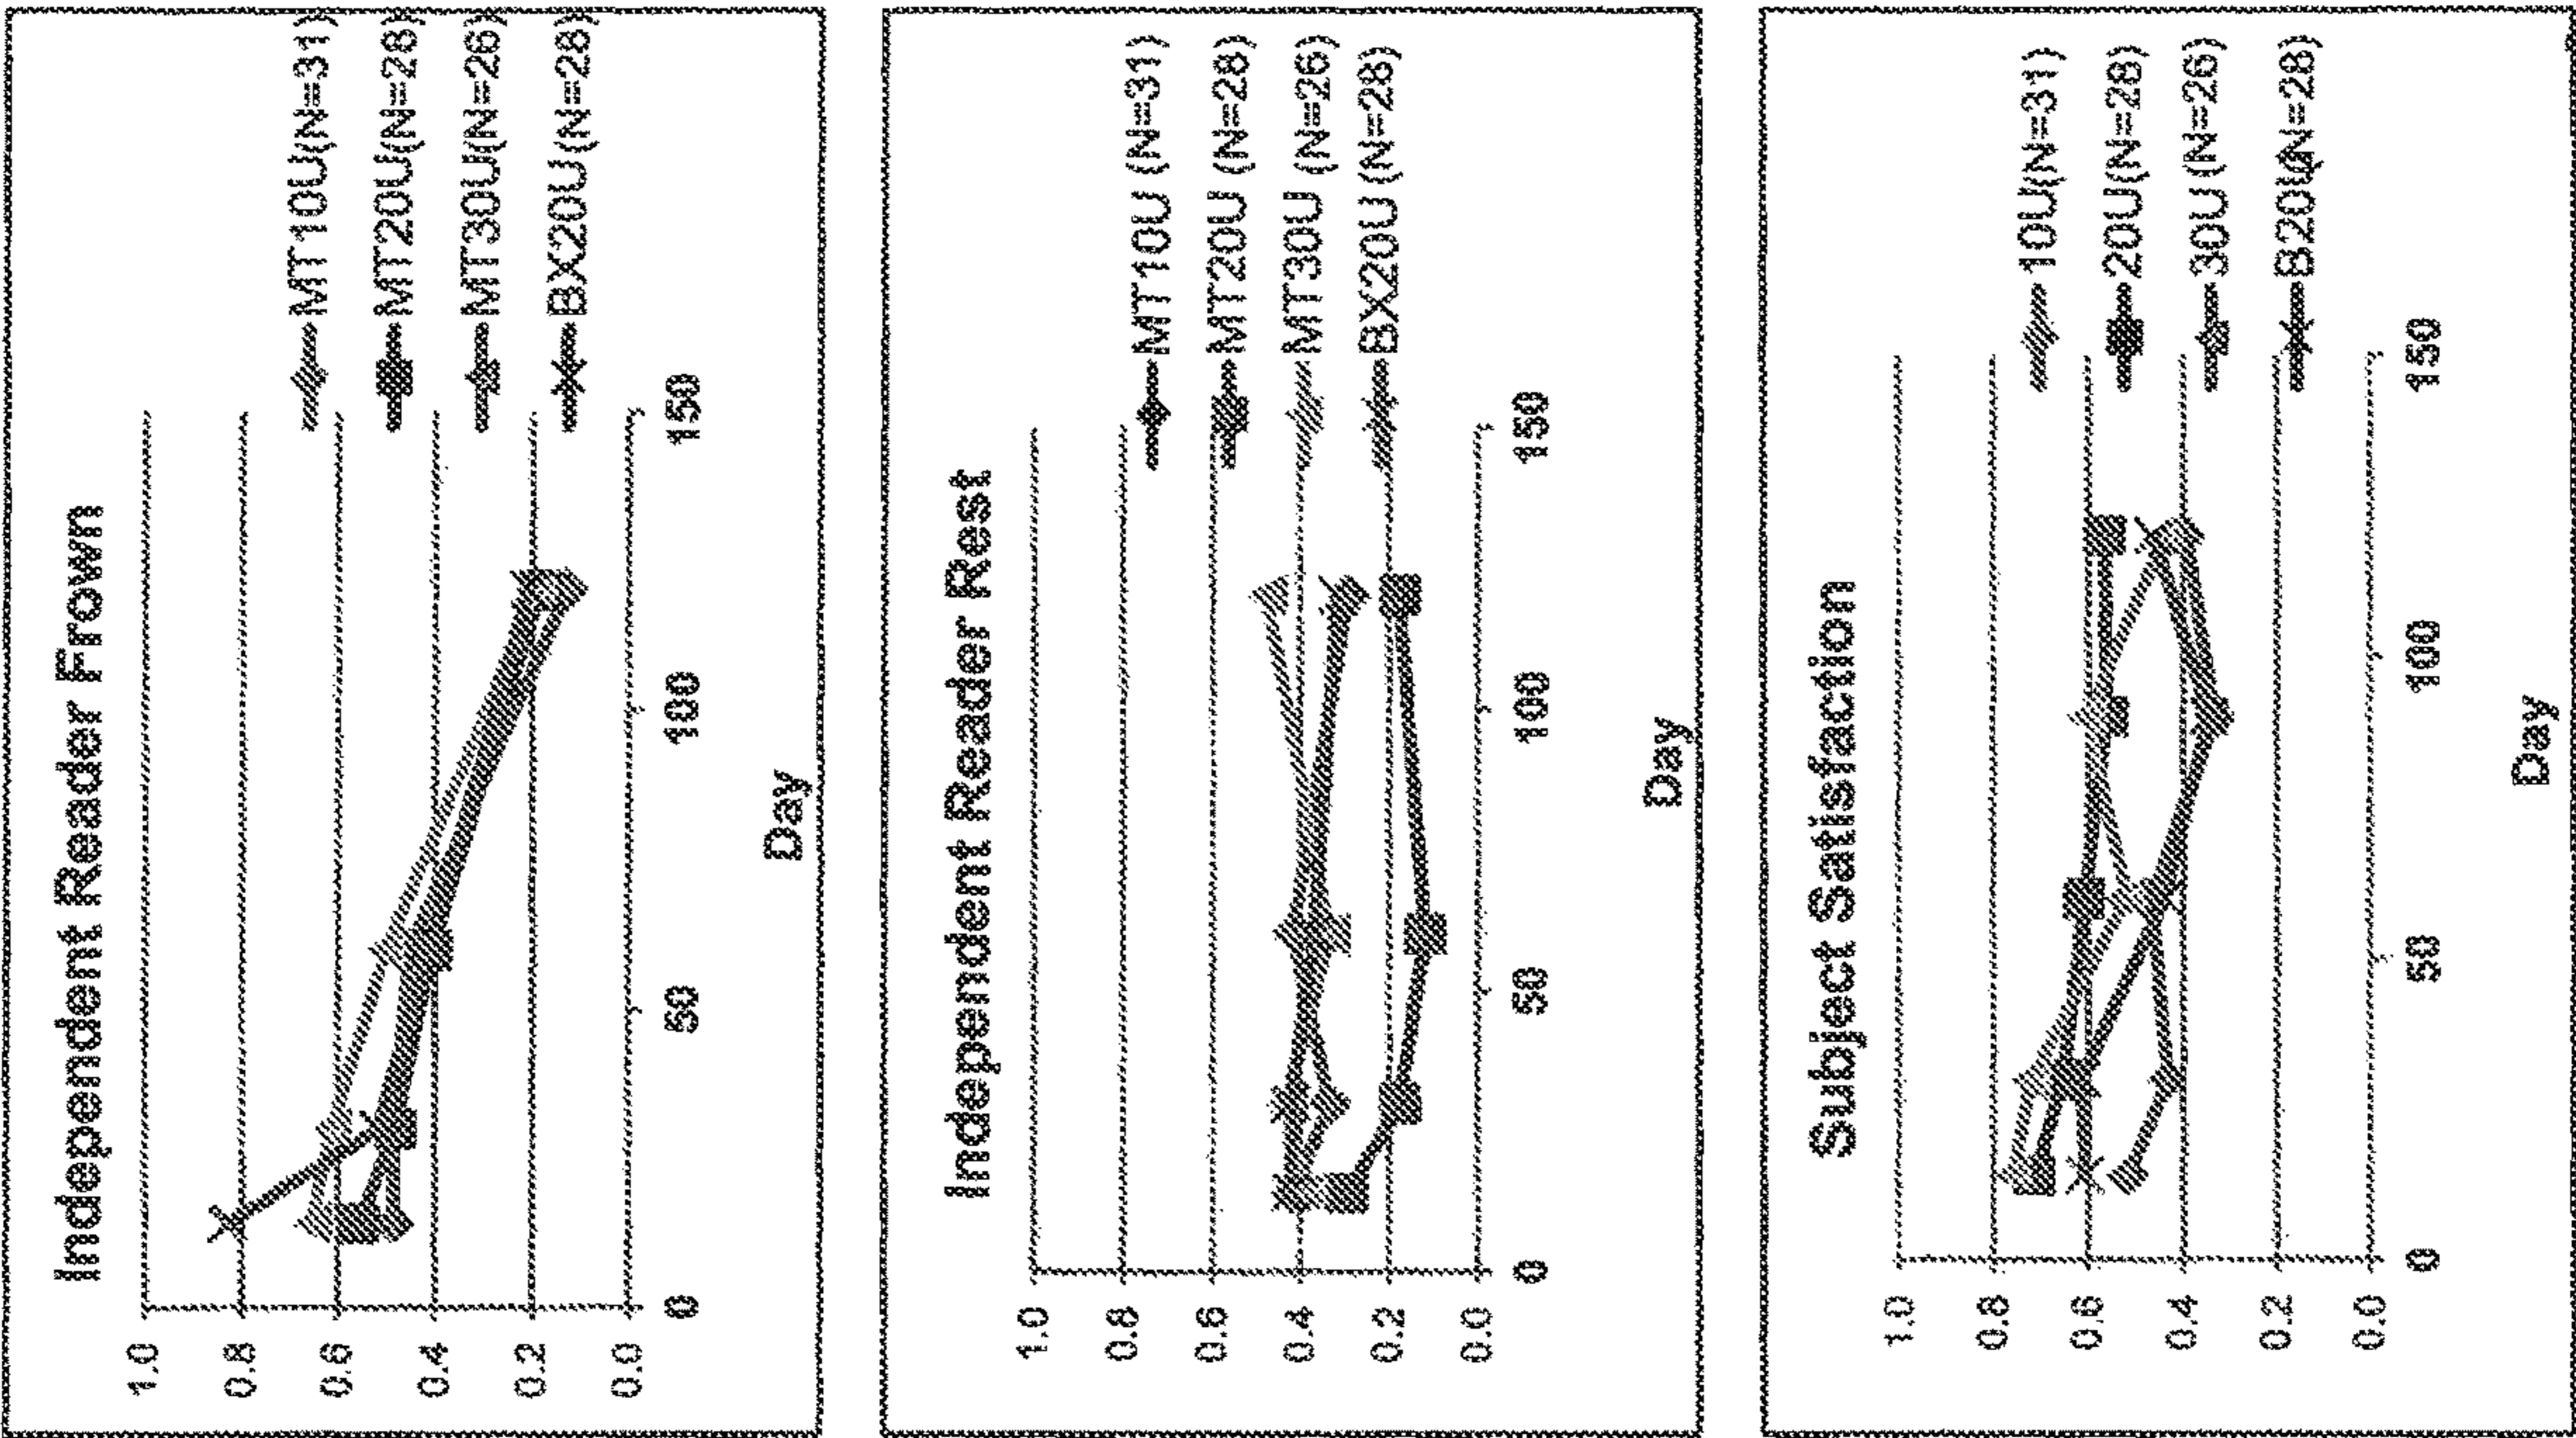 Independent Reader Frown
1.0
0.8
0.6
0.4
0.2
0.0
0
50
100
150
Day
MT10U(N=31)
MT20U(N=28)
MT30U(N=26)
BX20U(N=28)
Independent Reader Rest
1.0
0.8
0.6
0.4
0.2
0.0
0
50
100
150
Day
MT10U (N=31)
MT20U (N=28)
MT30U (N=26)
BX20U (N=28)
Subject Satisfaction
1.0
0.8
0.6
0.4
0.2
0.0
0
50
100
150
Day
10U(N=31)
20U(N=28)
30U (N=26)
B20U(N=28)